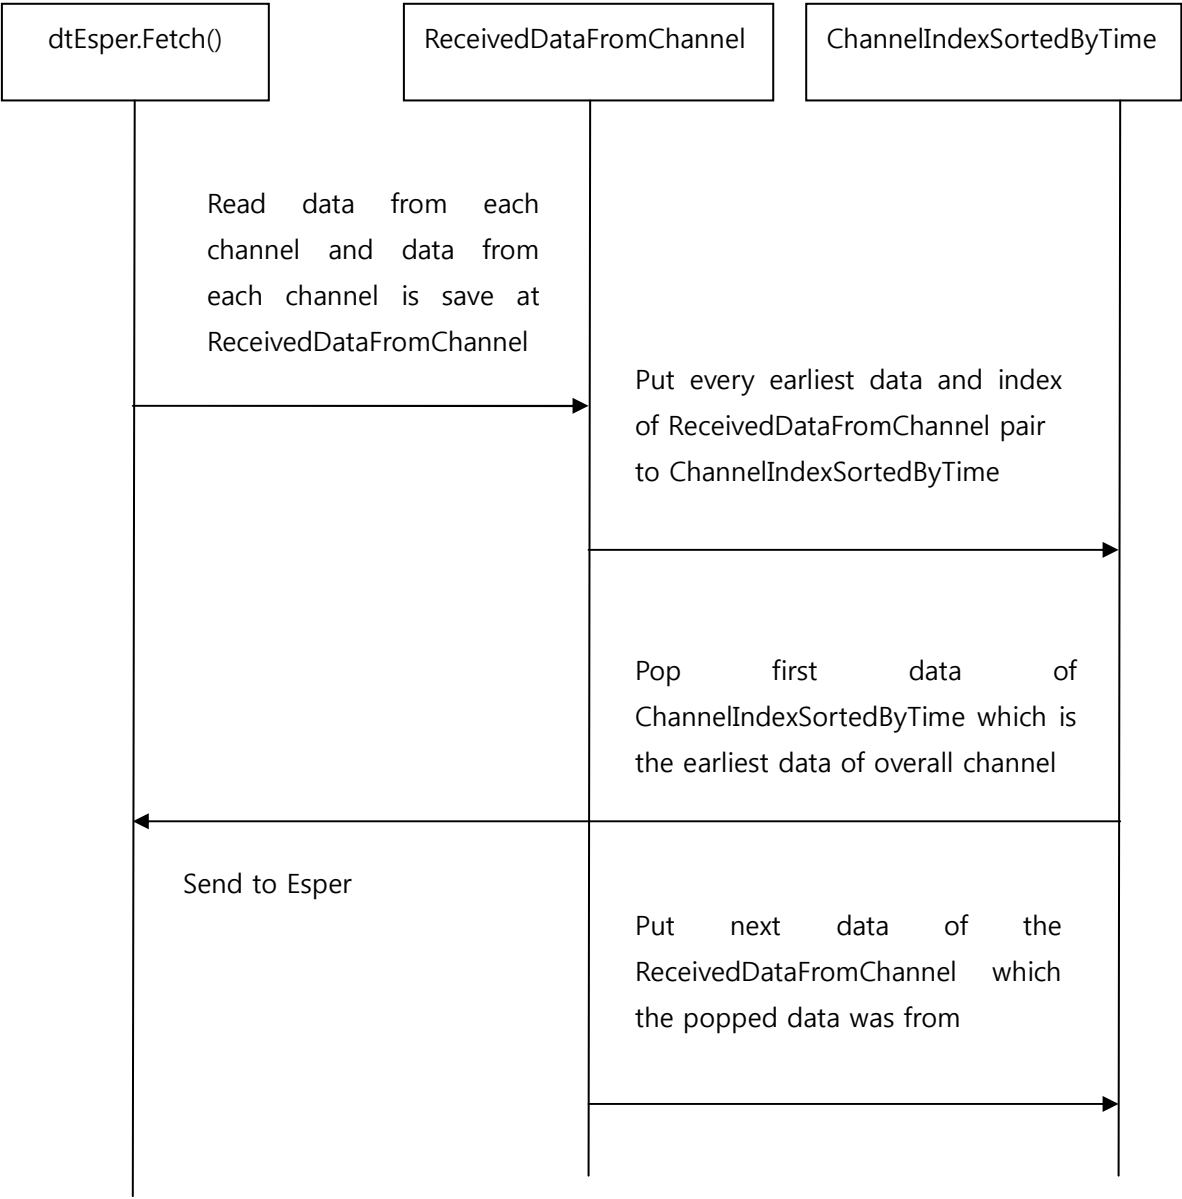 dtEsper.Fetch()
ReceivedDataFromChannel
ChannelIndexSortedByTime
Read data from each
channel and data from
each channel is save at
ReceivedDataFromChannel
Put every earliest data and index
of ReceivedDataFromChannel pair
to ChannelIndexSortedByTime
Pop first data of
ChannelIndexSortedByTime which is
the earliest data of overall channel
Send to Esper
Put next data of the
ReceivedDataFromChannel which
the popped data was from